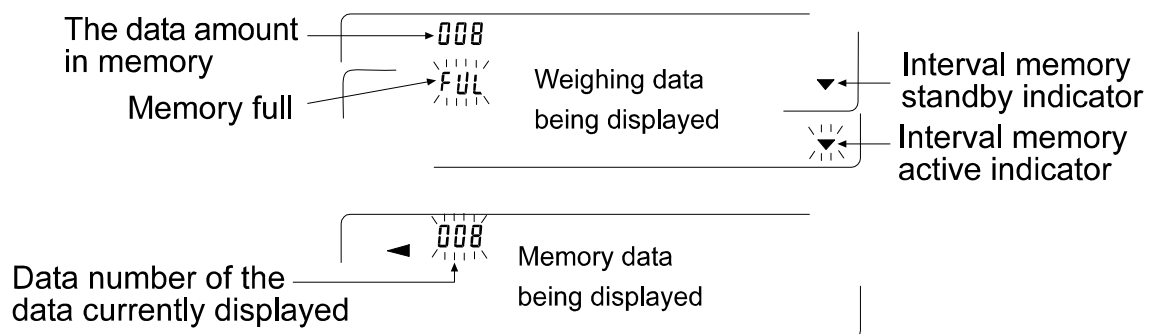 The data amount
in memory
008
Memory full
FUL
Weighing data
being displayed
Interval memory
standby indicator
Interval memory
active indicator
008
Memory data
being displayed
Data number of the
data currently displayed